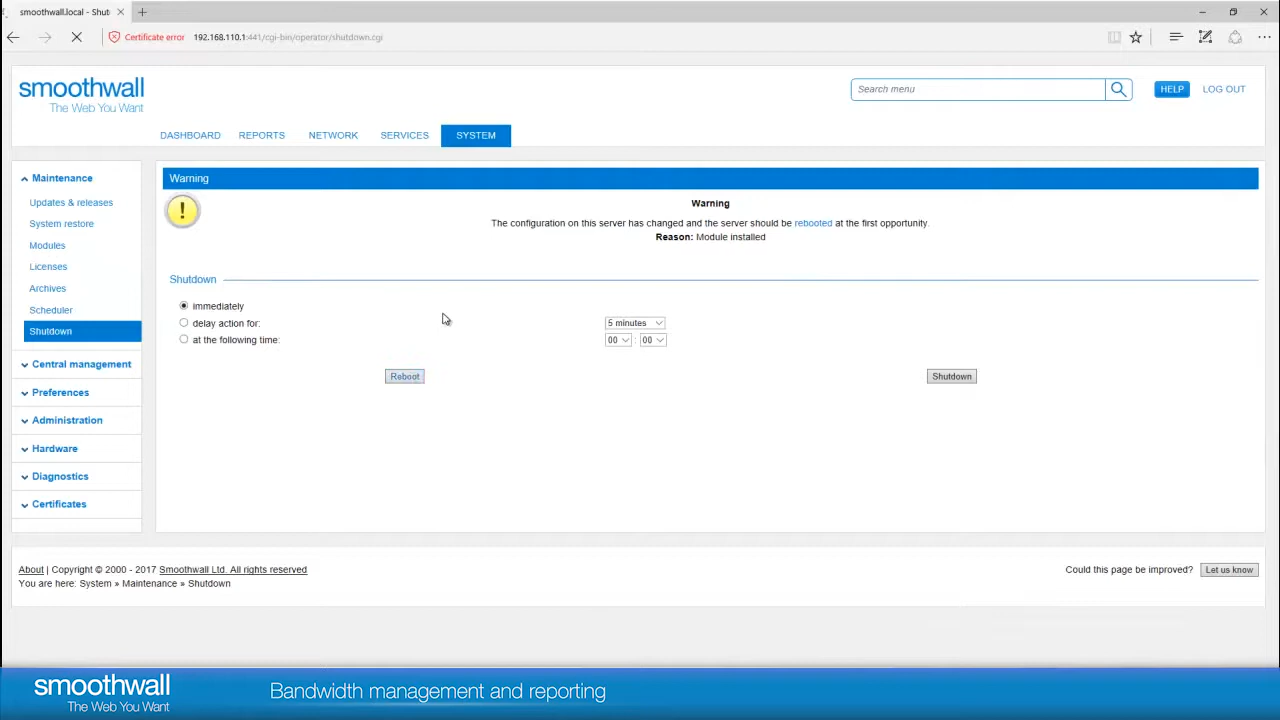 smoothwall.local - Shut
Certificate error 192.168.110.1:441/cgi-bin/operator/shutdown.cgi
smoothwall
The Web You Want
Search menu
HELP
LOG OUT
DASHBOARD REPORTS NETWORK SERVICES SYSTEM
Maintenance
Updates & releases
System restore
Modules
Licenses
Archives
Scheduler
Shutdown
Central management
Preferences
Administration
Hardware
Diagnostics
Certificates
Warning
!
Warning
The configuration on this server has changed and the server should be rebooted at the first opportunity.
Reason: Module installed
Shutdown
immediately
delay action for: 5 minutes
at the following time: 00 : 00
Reboot Shutdown
About | Copyright © 2000 - 2017 Smoothwall Ltd. All rights reserved
Could this page be improved? Let us know
You are here: System » Maintenance » Shutdown
smoothwall
The Web You Want
Bandwidth management and reporting